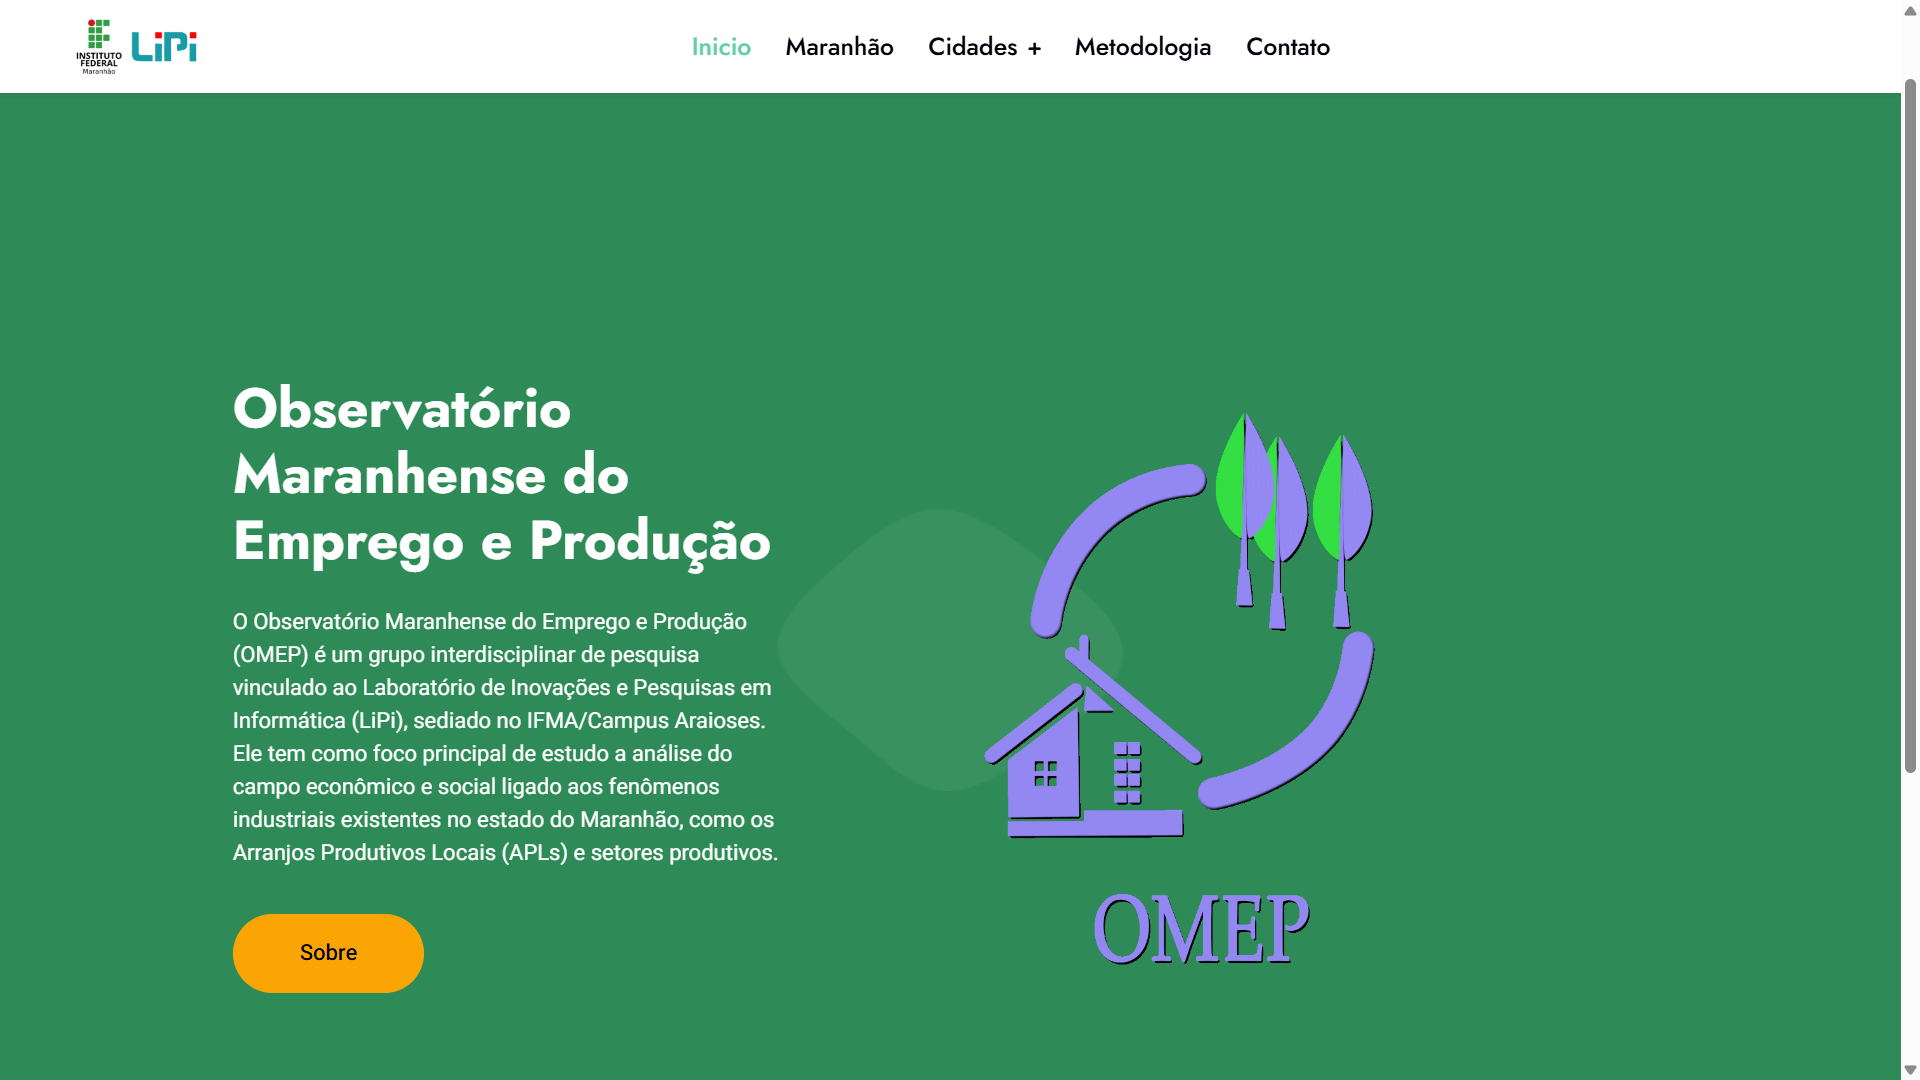 INSTITUTO
FEDERAL
Maranhão
LiPi
Inicio
Maranhão
Cidades +
Metodologia
Contato
Observatório
Maranhense do
Emprego e Produção
O Observatório Maranhense do Emprego e Produção
(OMEP) é um grupo interdisciplinar de pesquisa
vinculado ao Laboratório de Inovações e Pesquisas em
Informática (LiPi), sediado no IFMA/Campus Araioses.
Ele tem como foco principal de estudo a análise do
campo econômico e social ligado aos fenômenos
industriais existentes no estado do Maranhão, como os
Arranjos Produtivos Locais (APLs) e setores produtivos.
Sobre
OMEP